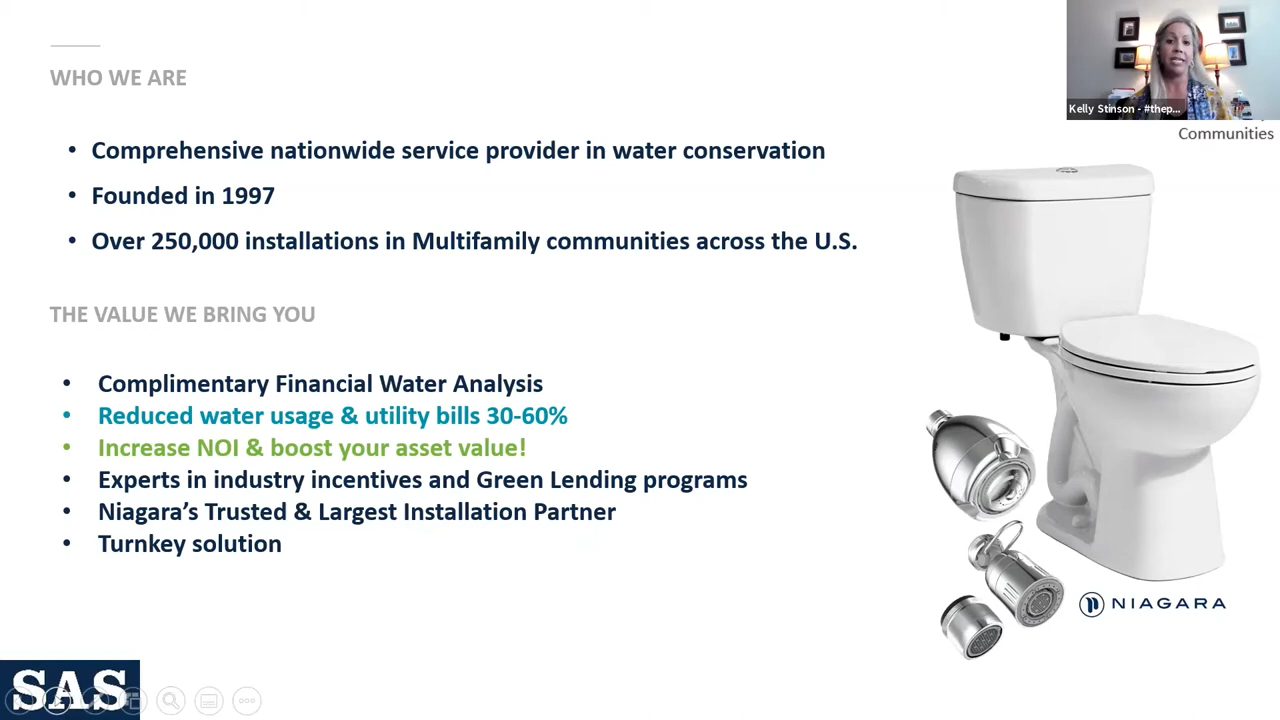 WHO WE ARE
• Comprehensive nationwide service provider in water conservation
• Founded in 1997
• Over 250,000 installations in Multifamily communities across the U.S.
THE VALUE WE BRING YOU
• Complimentary Financial Water Analysis
• Reduced water usage & utility bills 30-60%
• Increase NOI & boost your asset value!
• Experts in industry incentives and Green Lending programs
• Niagara’s Trusted & Largest Installation Partner
• Turnkey solution
Kelly Stinson - #thep...
Communities
NIAGARA
SAS